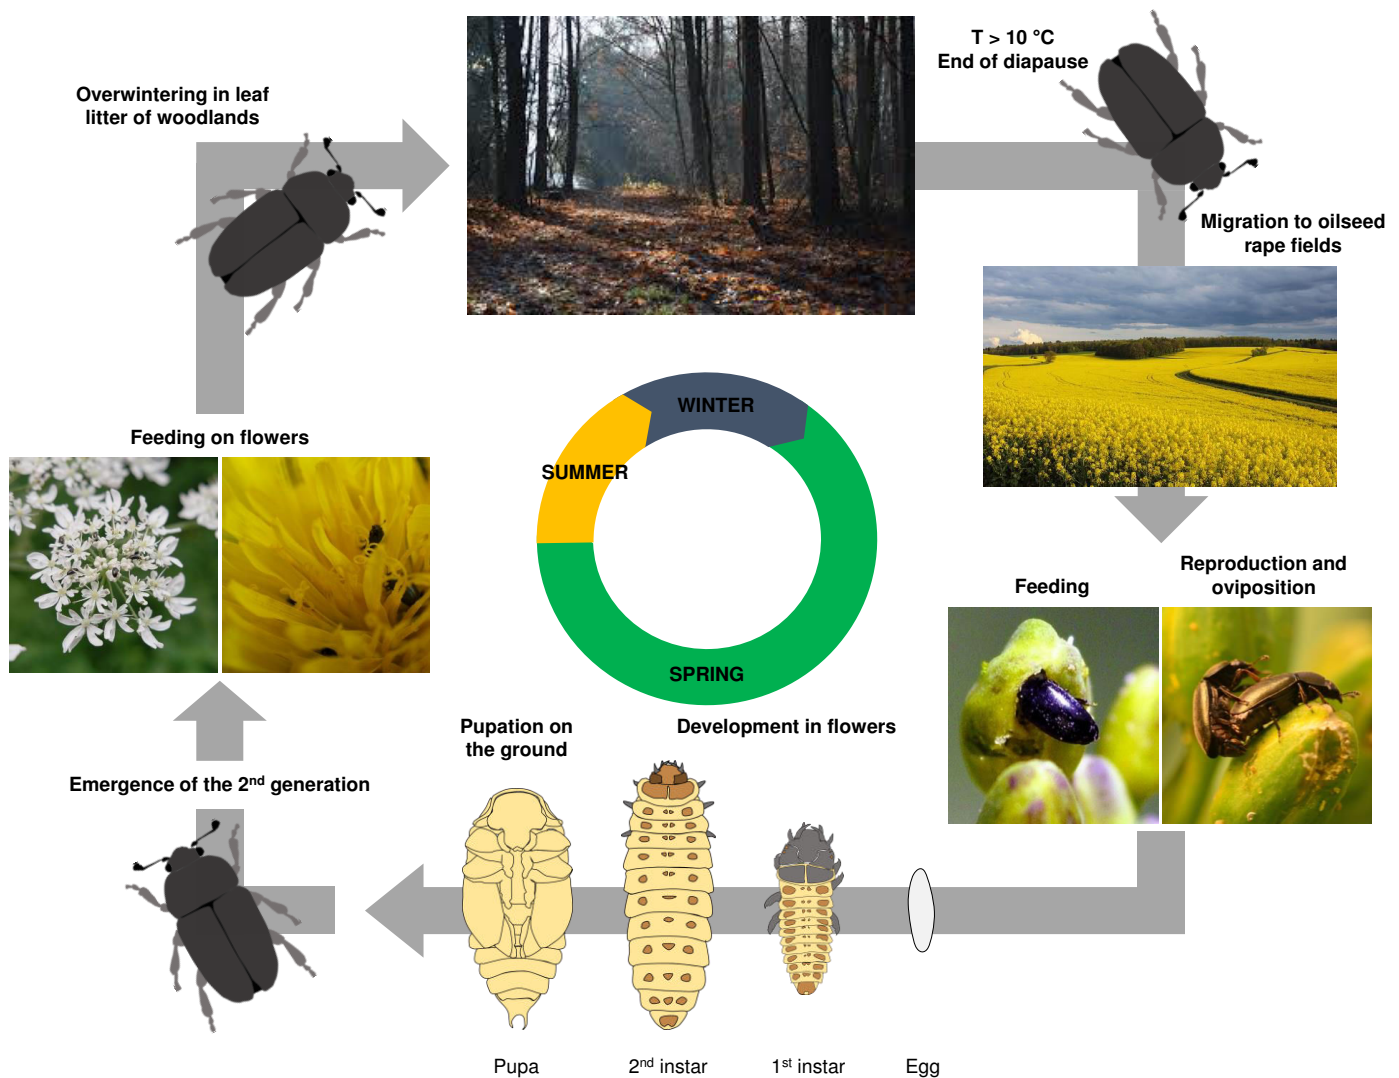 T > 10 °C
End of diapause
Overwintering in leaf
litter of woodlands
Migration to oilseed
rape fields
WINTER
Feeding on flowers
SUMMER
Reproduction and
oviposition
Feeding
SPRING
Pupation on
the ground
Development in flowers
Emergence of the 2nd generation
Pupa
2nd instar
1st instar
Egg